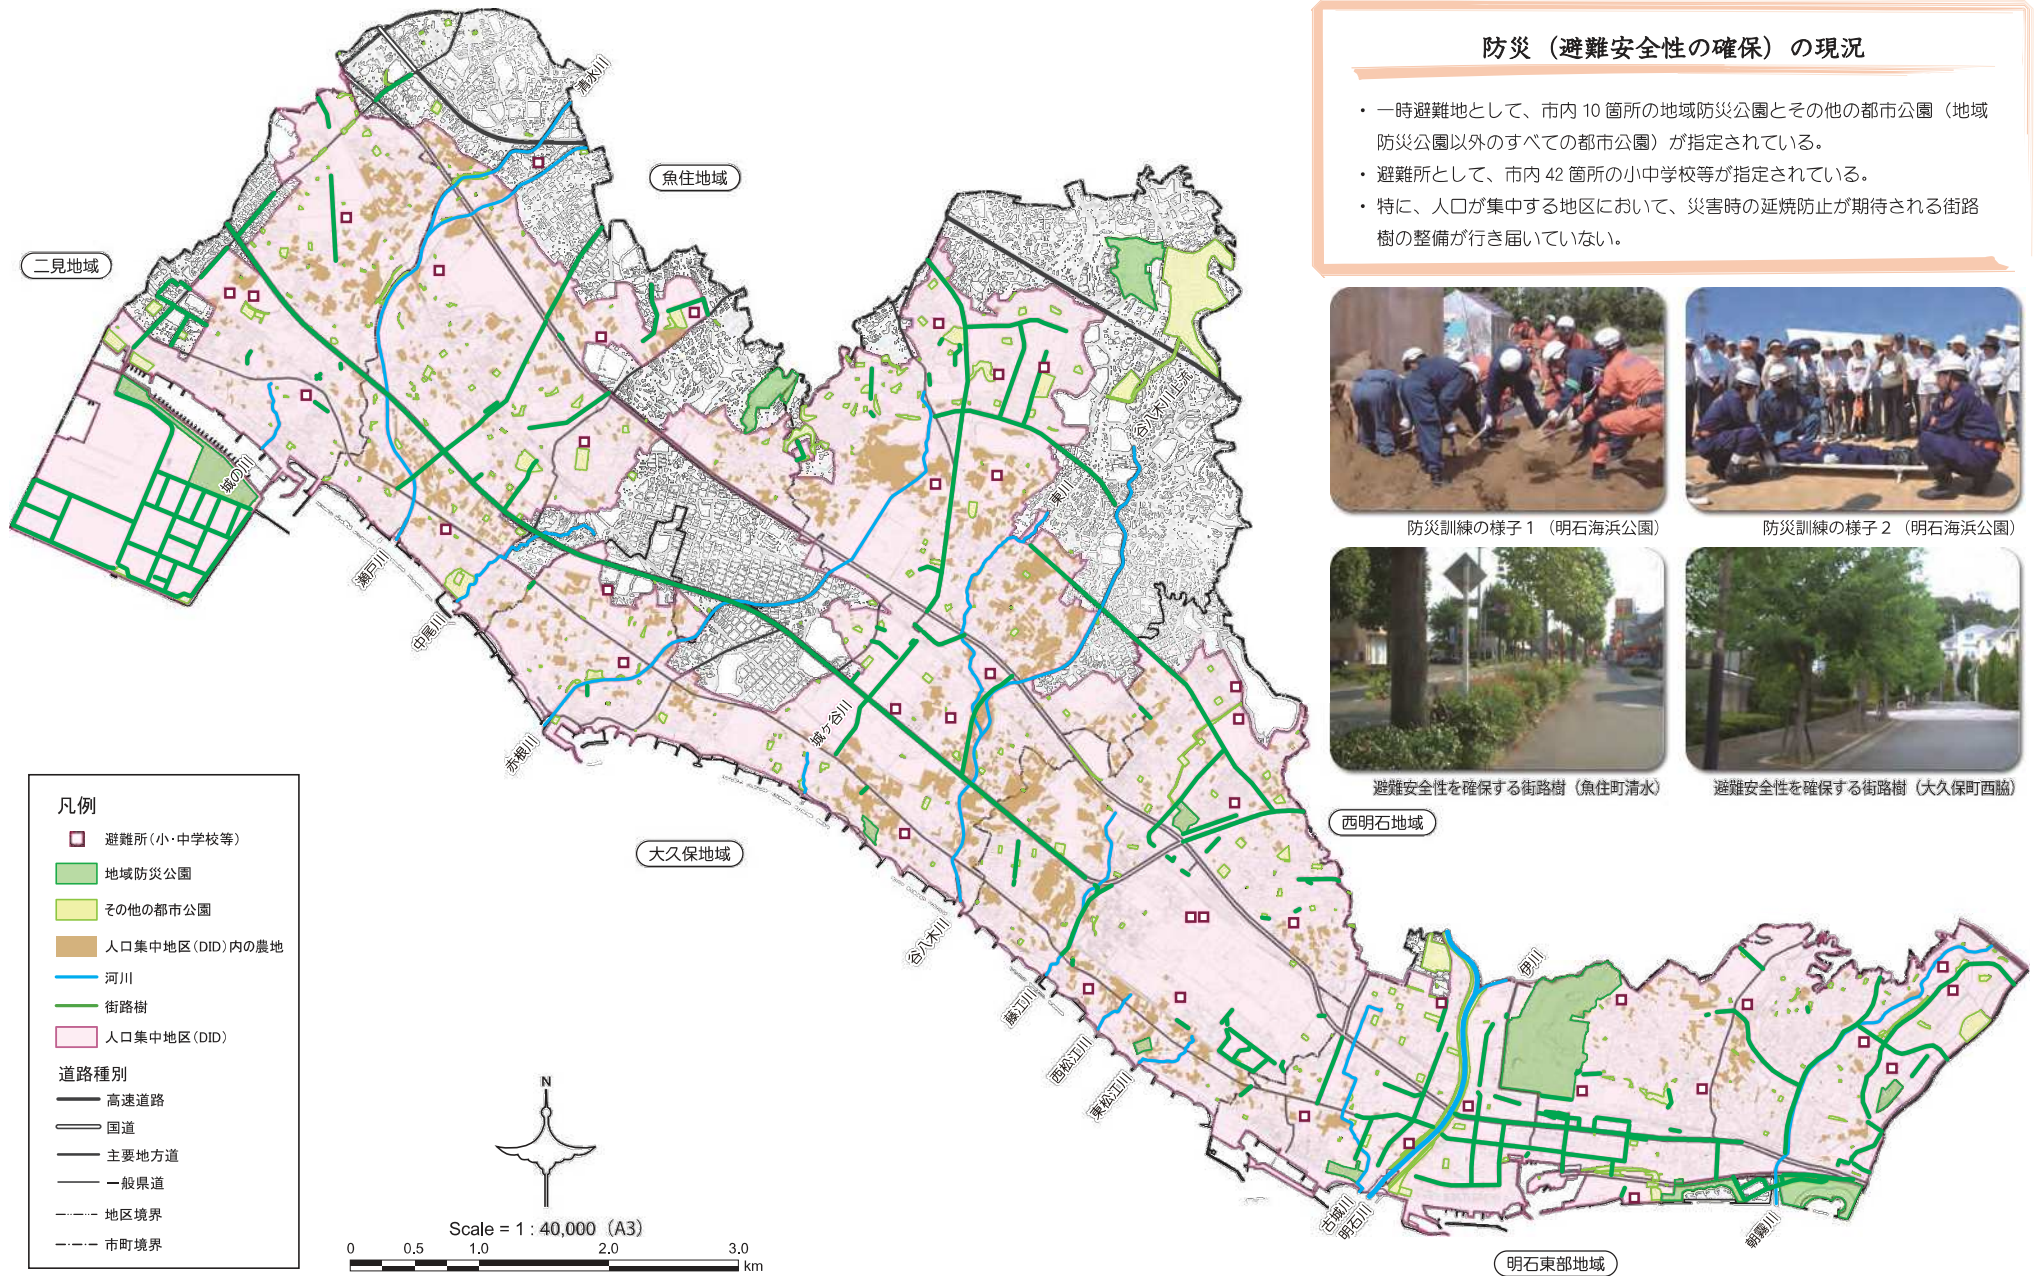 防災（避難安全性の確保）の現況
・ 一時避難地として、市内 10 箇所の地域防災公園とその他の都市公園（地域
防災公園以外のすべての都市公園）が指定されている。
・ 避難所として、市内 42 箇所の小中学校等が指定されている。
・ 特に、人口が集中する地区において、災害時の延焼防止が期待される街路
樹の整備が行き届いていない。
防災訓練の様子１（明石海浜公園）
防災訓練の様子２（明石海浜公園）
避難安全性を確保する街路樹（魚住町清水）
避難安全性を確保する街路樹（大久保町西脇）
清水川
魚住地域
二見地域
谷八木川上流
城の川
東川
瀬戸川
中尾川
赤根川
城ヶ谷川
西明石地域
大久保地域
谷八木川
藤江川
西松江川
東松江川
伊川
古城川
明石川
朝霧川
明石東部地域
凡例
避難所（小・中学校等）
地域防災公園
その他の都市公園
人口集中地区（DID）内の農地
河川
街路樹
人口集中地区（DID）
道路種別
高速道路
国道
主要地方道
一般県道
地区境界
市町境界
N
Scale = 1 : 40,000（A3）
0 0.5 1.0 2.0 3.0
km